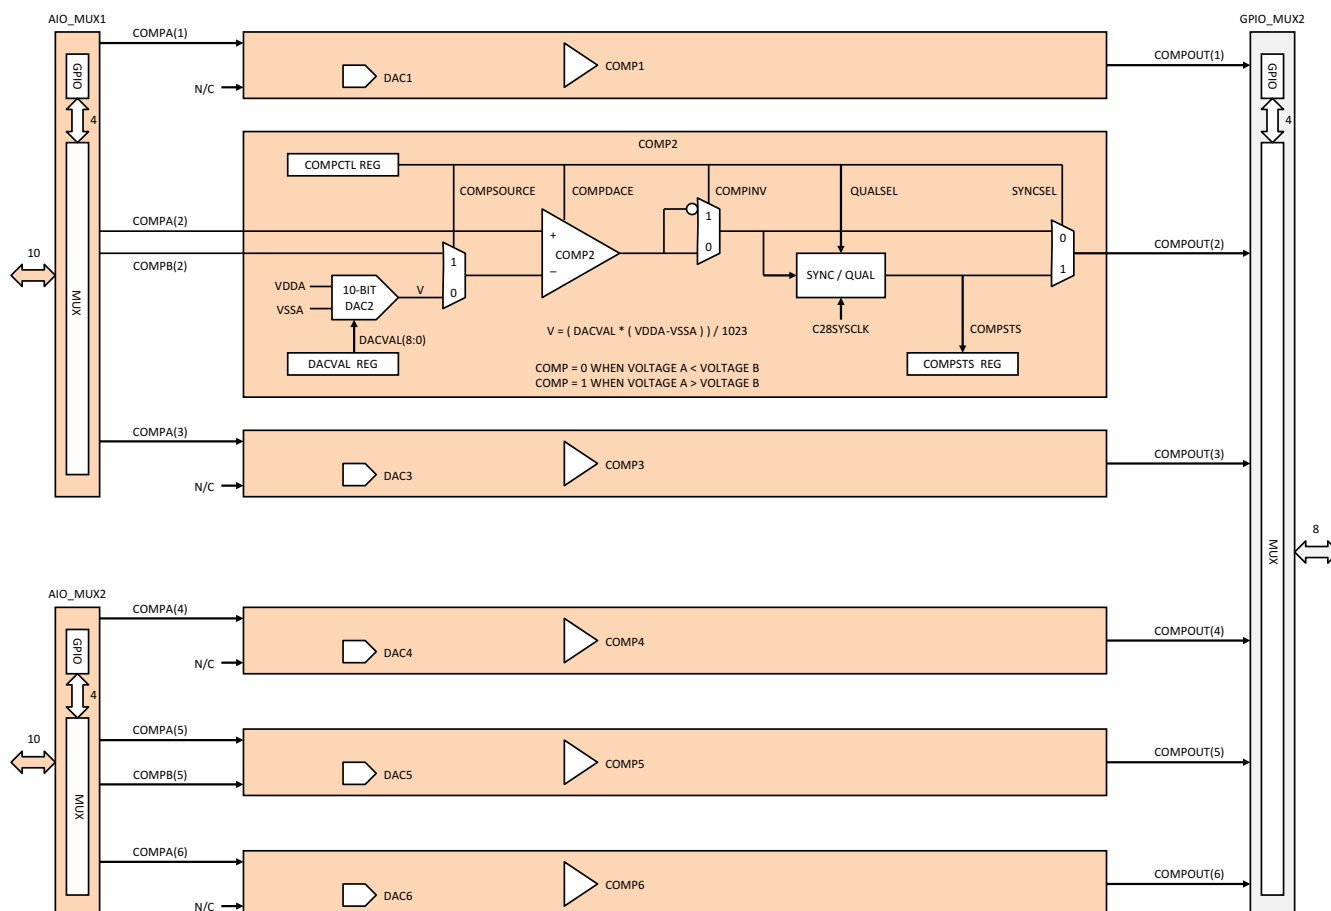 AIO_MUX1
GPIO_MUX2
COMPA(1)
GPIO
4
MUX
N/C
DAC1
COMP1
COMPOUT(1)
GPIO
4
COMP2
COMPCTL REG
COMPSOURCE
COMPDACE
COMPINV
QUALSEL
SYNCSEL
COMPA(2)
COMPB(2)
10
VDDA
VSSA
10-BIT
DAC2
V
1
0
DACVAL(8:0)
DACVAL REG
+
COMP2
–
1
0
SYNC / QUAL
C28SYSCLK
COMPSTS
COMPSTS REG
0
1
COMPOUT(2)
V = ( DACVAL * ( VDDA-VSSA ) ) / 1023
COMP = 0 WHEN VOLTAGE A < VOLTAGE B
COMP = 1 WHEN VOLTAGE A > VOLTAGE B
COMPA(3)
N/C
DAC3
COMP3
COMPOUT(3)
MUX
8
AIO_MUX2
COMPA(4)
GPIO
4
N/C
DAC4
COMP4
COMPOUT(4)
10
MUX
COMPA(5)
COMPB(5)
DAC5
COMP5
COMPOUT(5)
COMPA(6)
N/C
DAC6
COMP6
COMPOUT(6)